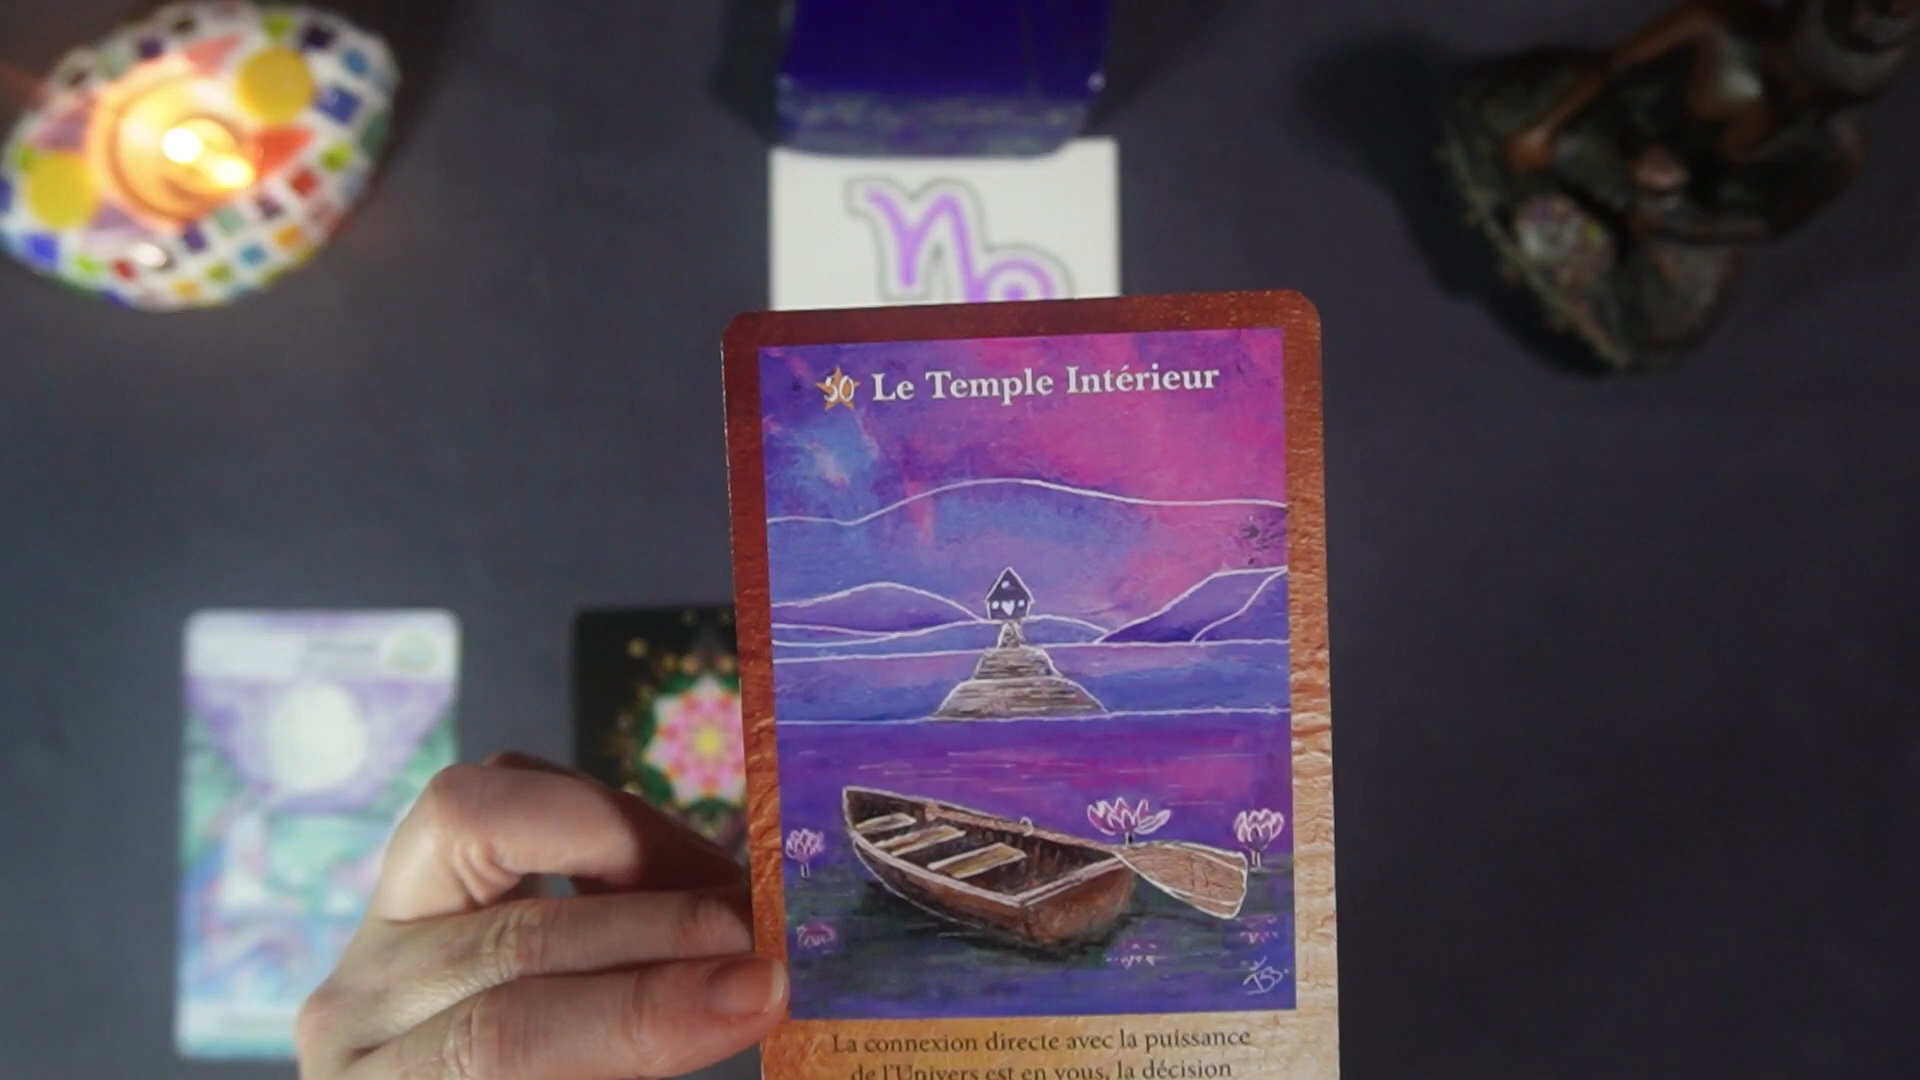 50 Le Temple Intérieur
La connexion directe avec la puissance
de l'Univers est en vous, la décision